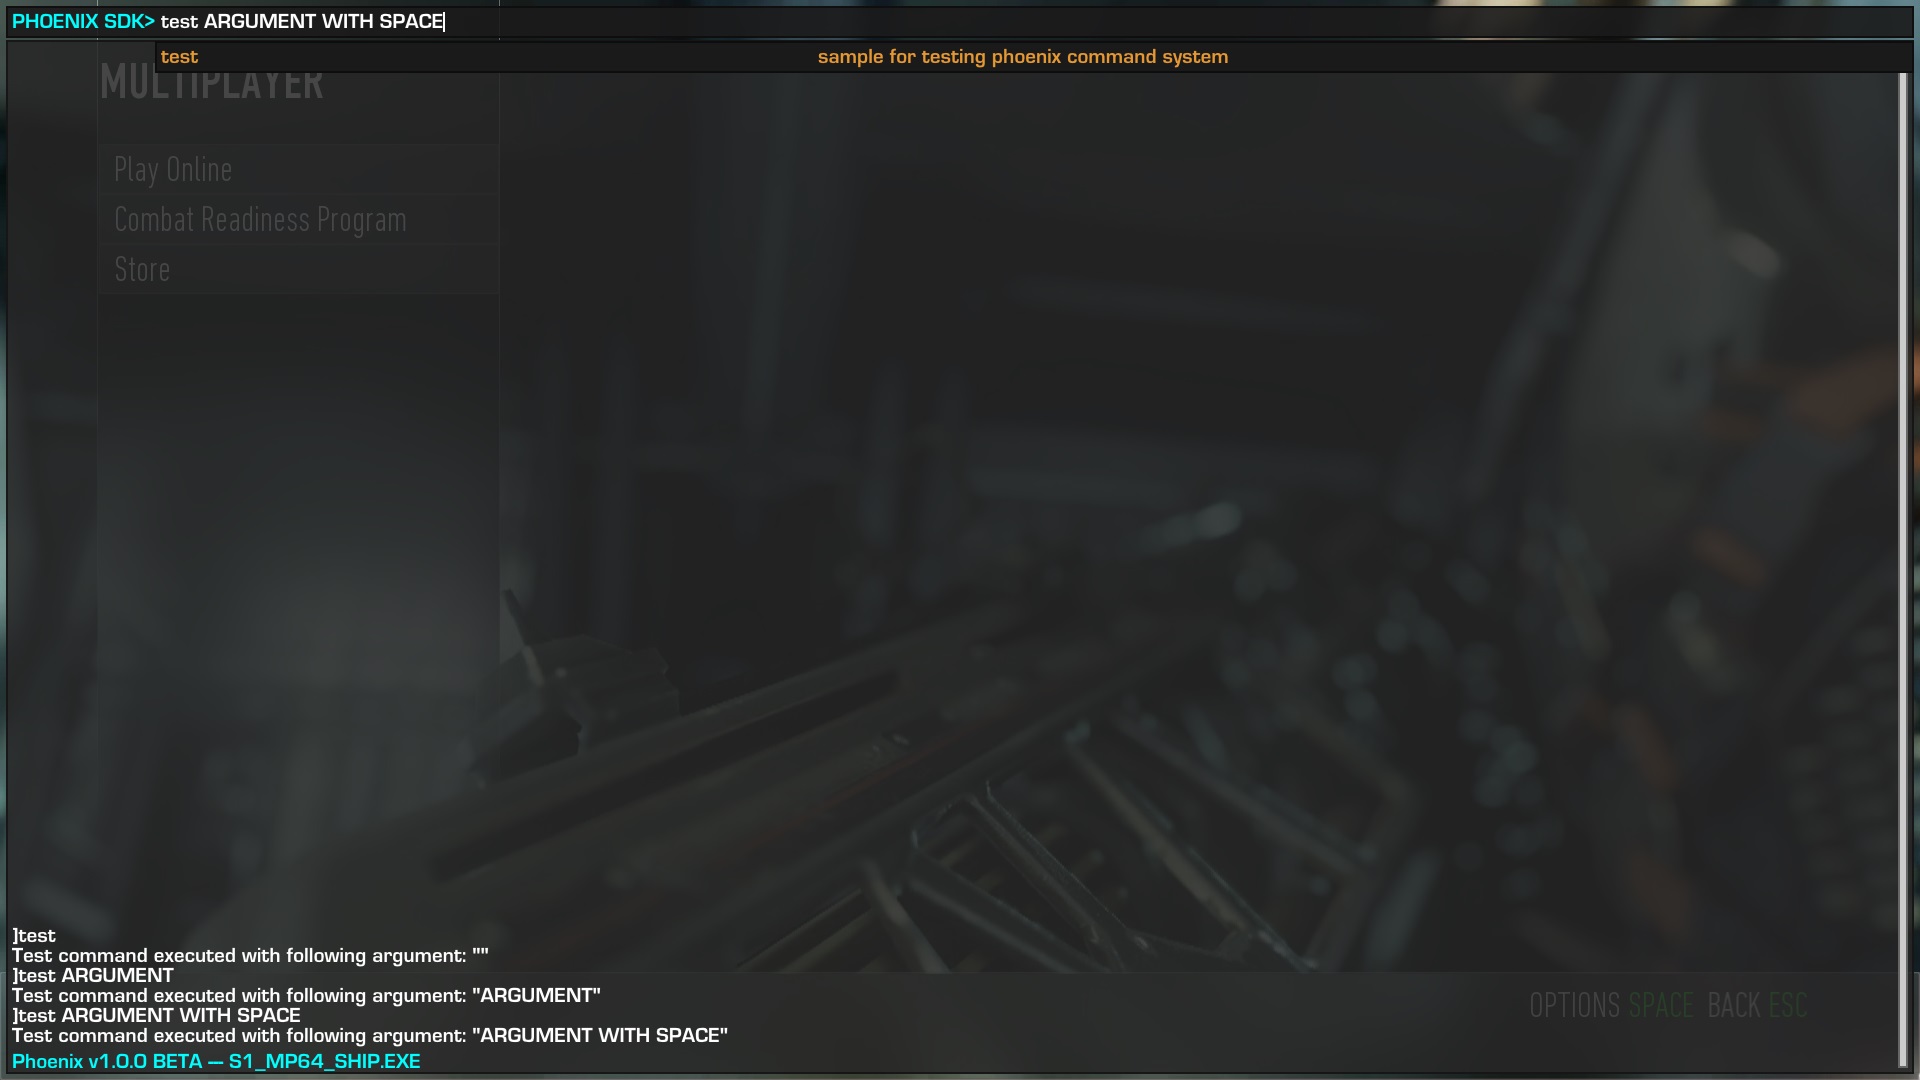 PHOENIX SDK> test ARGUMENT WITH SPACE
test sample for testing phoenix command system
MULTIPLAYER
Play Online
Combat Readiness Program
Store
]test
Test command executed with following argument: ""
]test ARGUMENT
Test command executed with following argument: "ARGUMENT"
]test ARGUMENT WITH SPACE
Test command executed with following argument: "ARGUMENT WITH SPACE"
OPTIONS SPACE BACK ESC
Phoenix v1.0.0 BETA — S1_MP64_SHIP.EXE